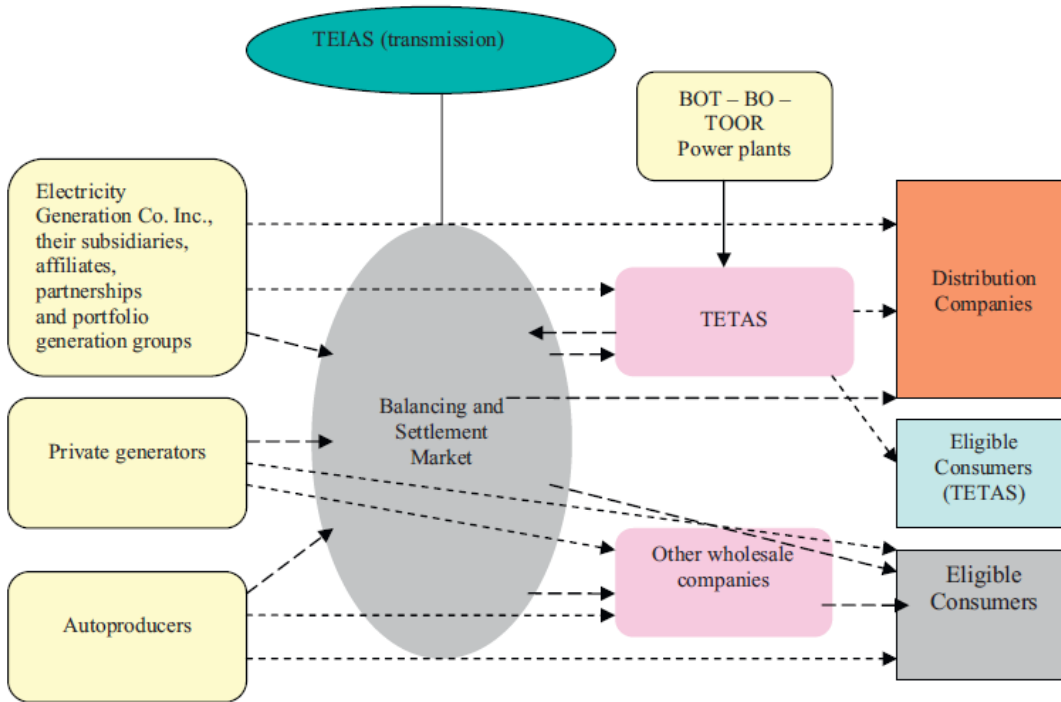 TEIAS (transmission)
BOT – BO –
TOOR
Power plants
Electricity
Generation Co. Inc.,
their subsidiaries,
affiliates,
partnerships
and portfolio
generation groups
Distribution
Companies
TETAS
Balancing and
Settlement
Market
Private generators
Eligible
Consumers
(TETAS)
Other wholesale
companies
Eligible
Consumers
Autoproducers